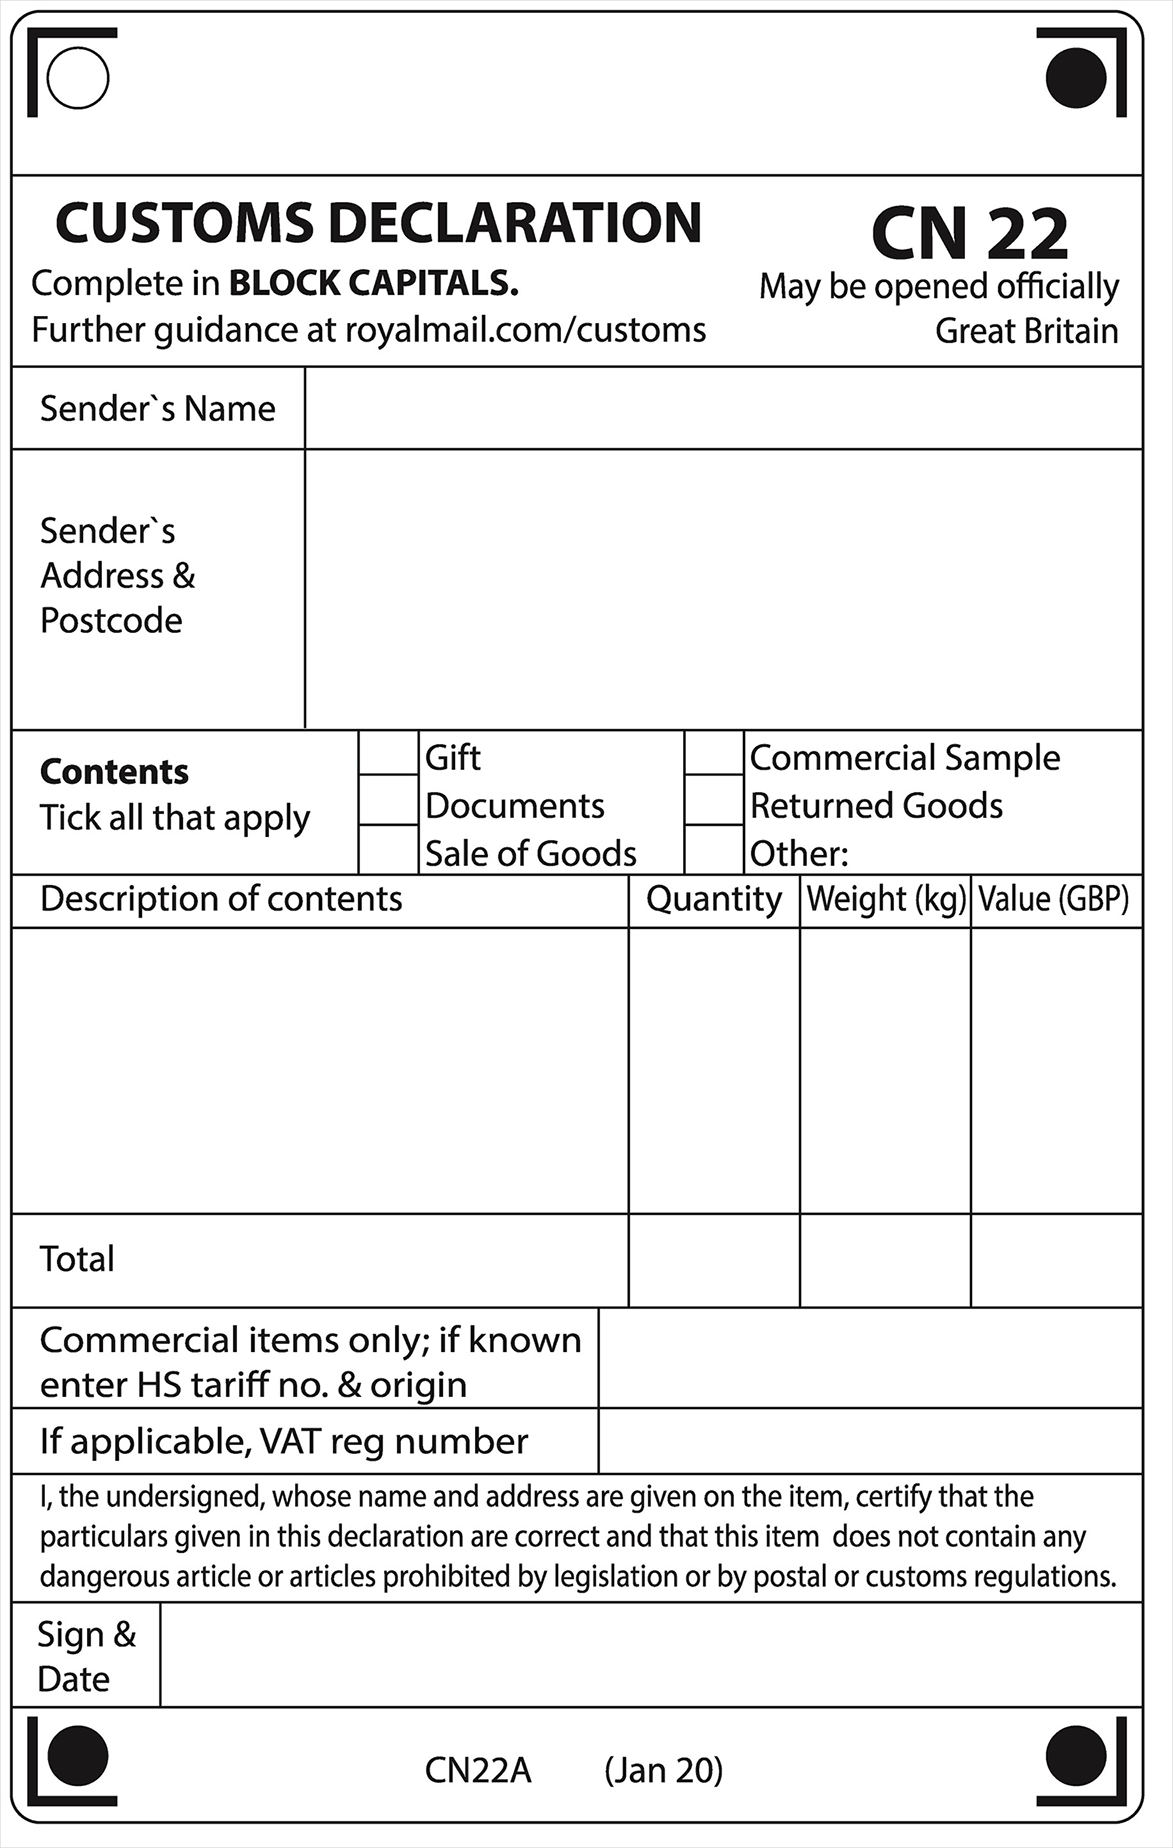 CUSTOMS DECLARATION
CN 22
Complete in BLOCK CAPITALS.
May be opened officially
Further guidance at royalmail.com/customs
Great Britain
Sender`s Name
Sender`s
Address &
Postcode
Contents
Tick all that apply
Gift
Documents
Sale of Goods
Commercial Sample
Returned Goods
Other:
Description of contents
Quantity
Weight (kg)
Value (GBP)
Total
Commercial items only; if known
enter HS tariff no. & origin
If applicable, VAT reg number
I, the undersigned, whose name and address are given on the item, certify that the
particulars given in this declaration are correct and that this item  does not contain any
dangerous article or articles prohibited by legislation or by postal or customs regulations.
Sign &
Date
CN22A (Jan 20)